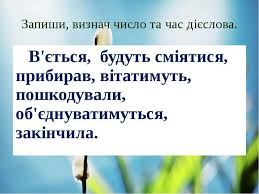 Запиши, визнач число та час дієслова.
В'ється, будуть сміятися,
прибирав, вітатимуть,
пошкодували,
об'єднуватимуться,
закінчила.